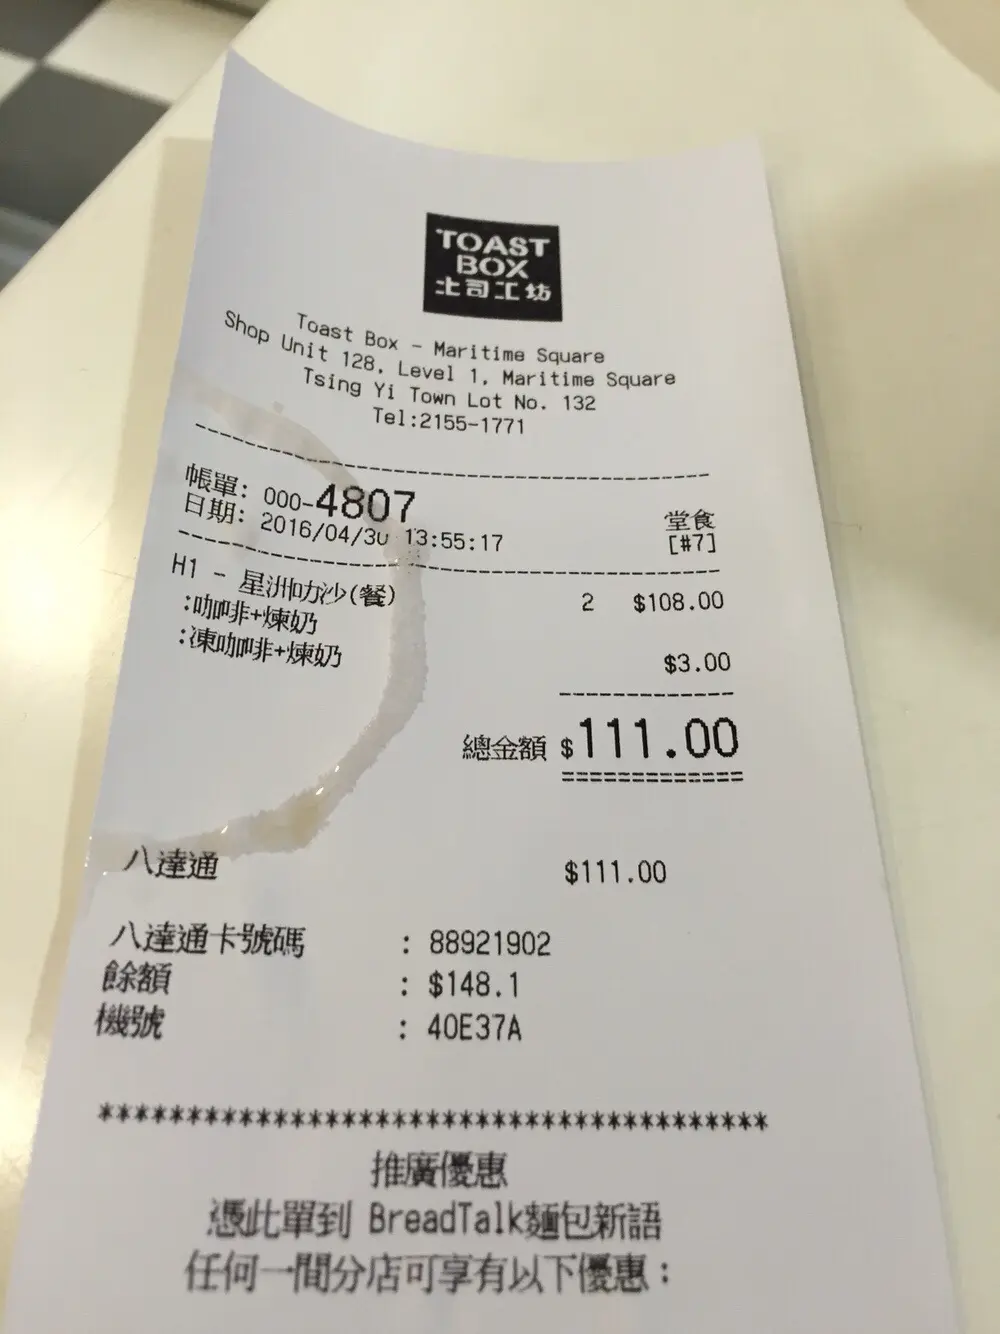 TOAST
BOX
土司工坊
Toast Box - Maritime Square
Shop Unit 128, Level 1, Maritime Square
Tsing Yi Town Lot No. 132
Tel:2155-1771
帳單: 000-4807
堂食
日期: 2016/04/30 13:55:17
[#7]
H1 - 星洲叻沙(餐) 2 $108.00
:咖啡+煉奶
:凍咖啡+煉奶 $3.00
總金額 $111.00
八達通 $111.00
八達通卡號碼 : 88921902
餘額 : $148.1
機號 : 40E37A
****************************************
推廣優惠
憑此單到 BreadTalk麵包新語
任何一間分店可享有以下優惠: